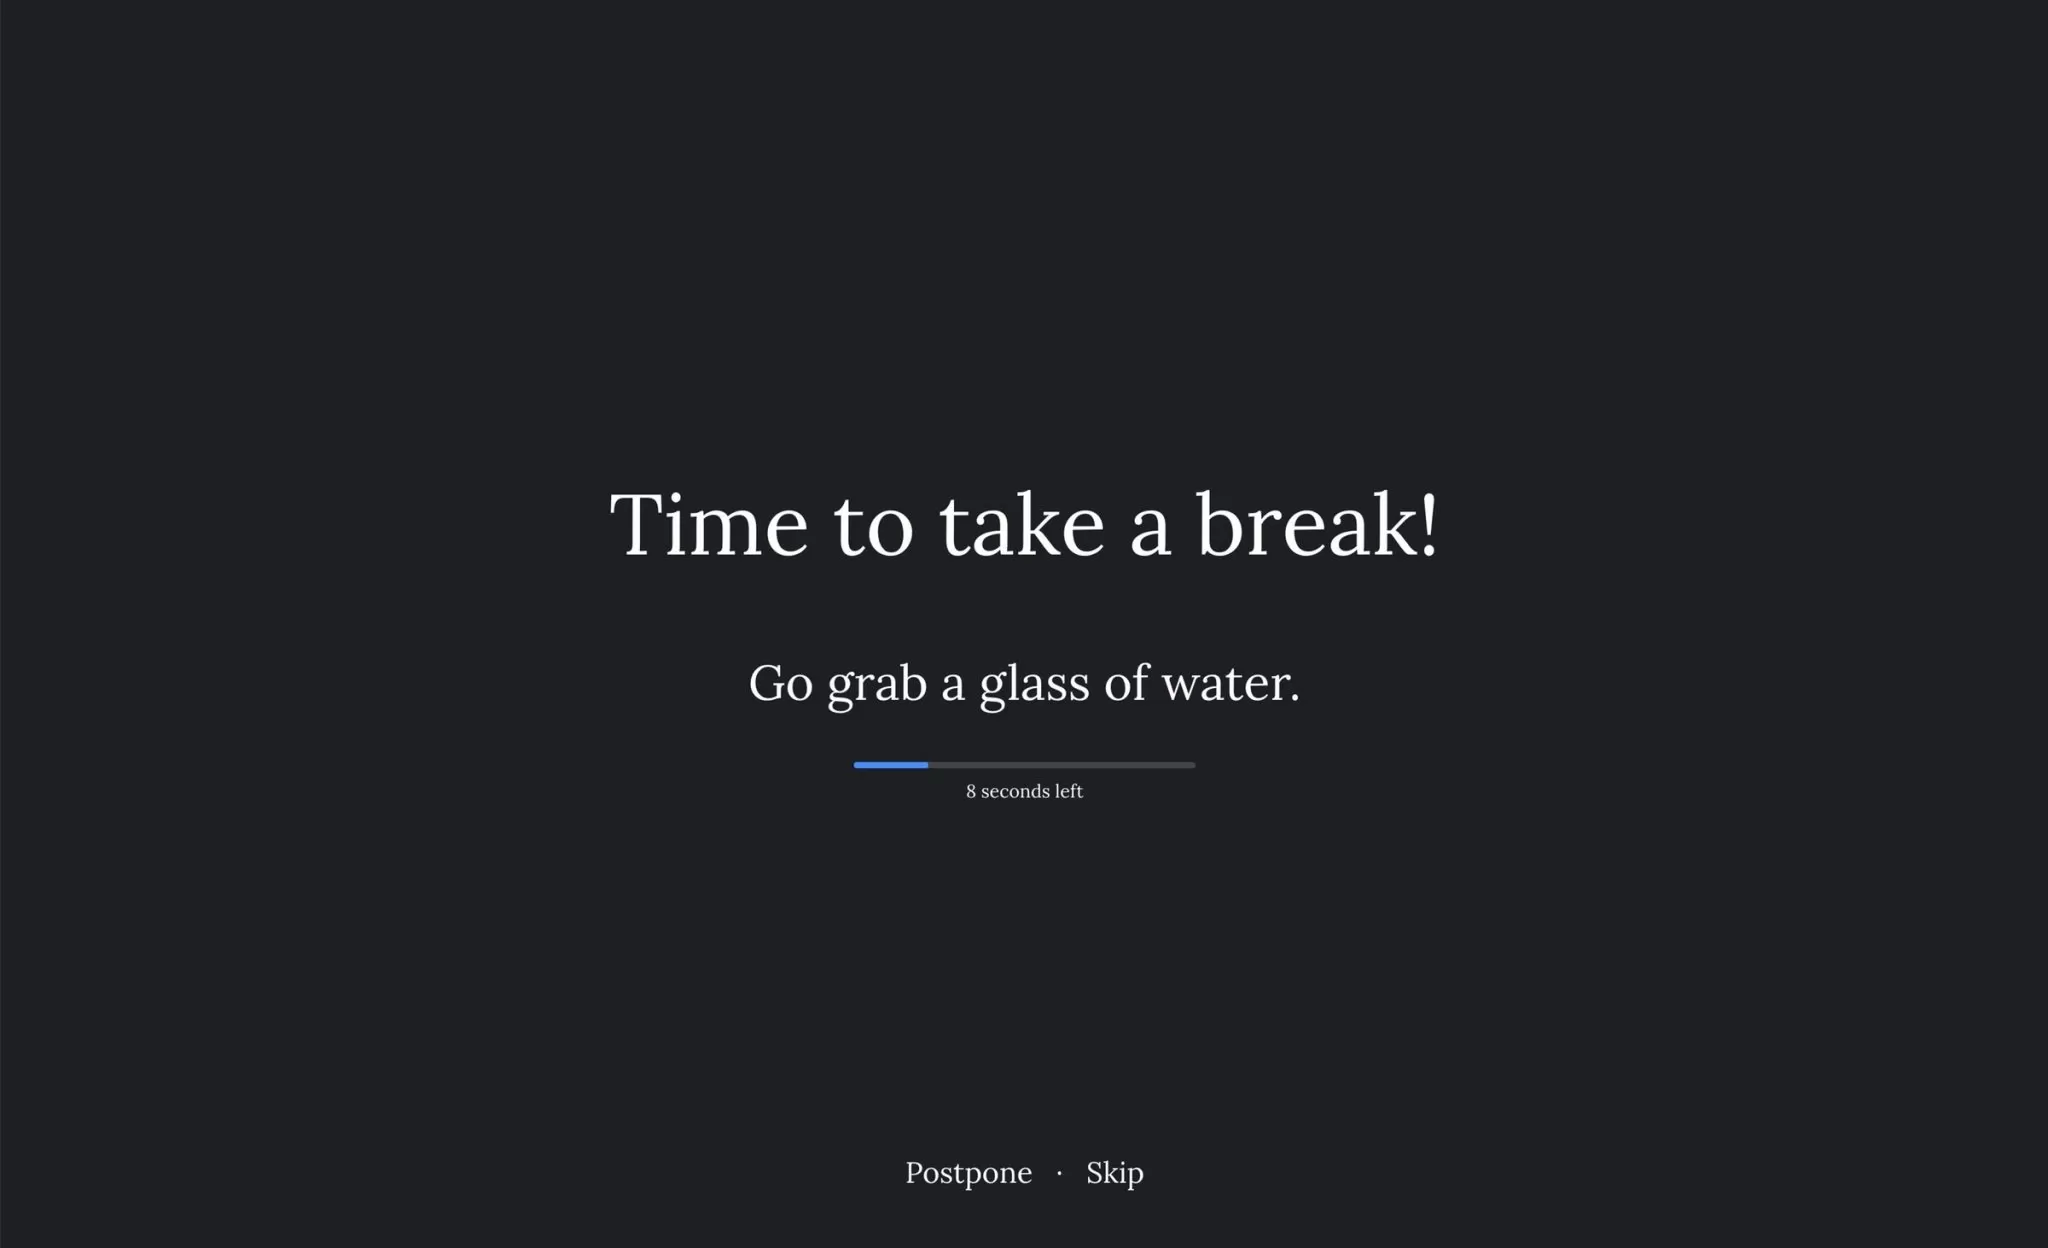 Time to take a break!
Go grab a glass of water.
8 seconds left
Postpone · Skip